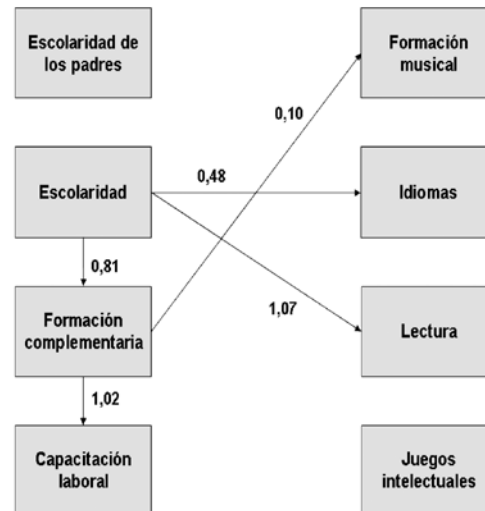 Escolaridad de
los padres
Formación
musical
0,10
Escolaridad
0,48
Idiomas
0,81
Formación
complementaria
1,07
Lectura
1,02
Capacitación
laboral
Juegos
intelectuales